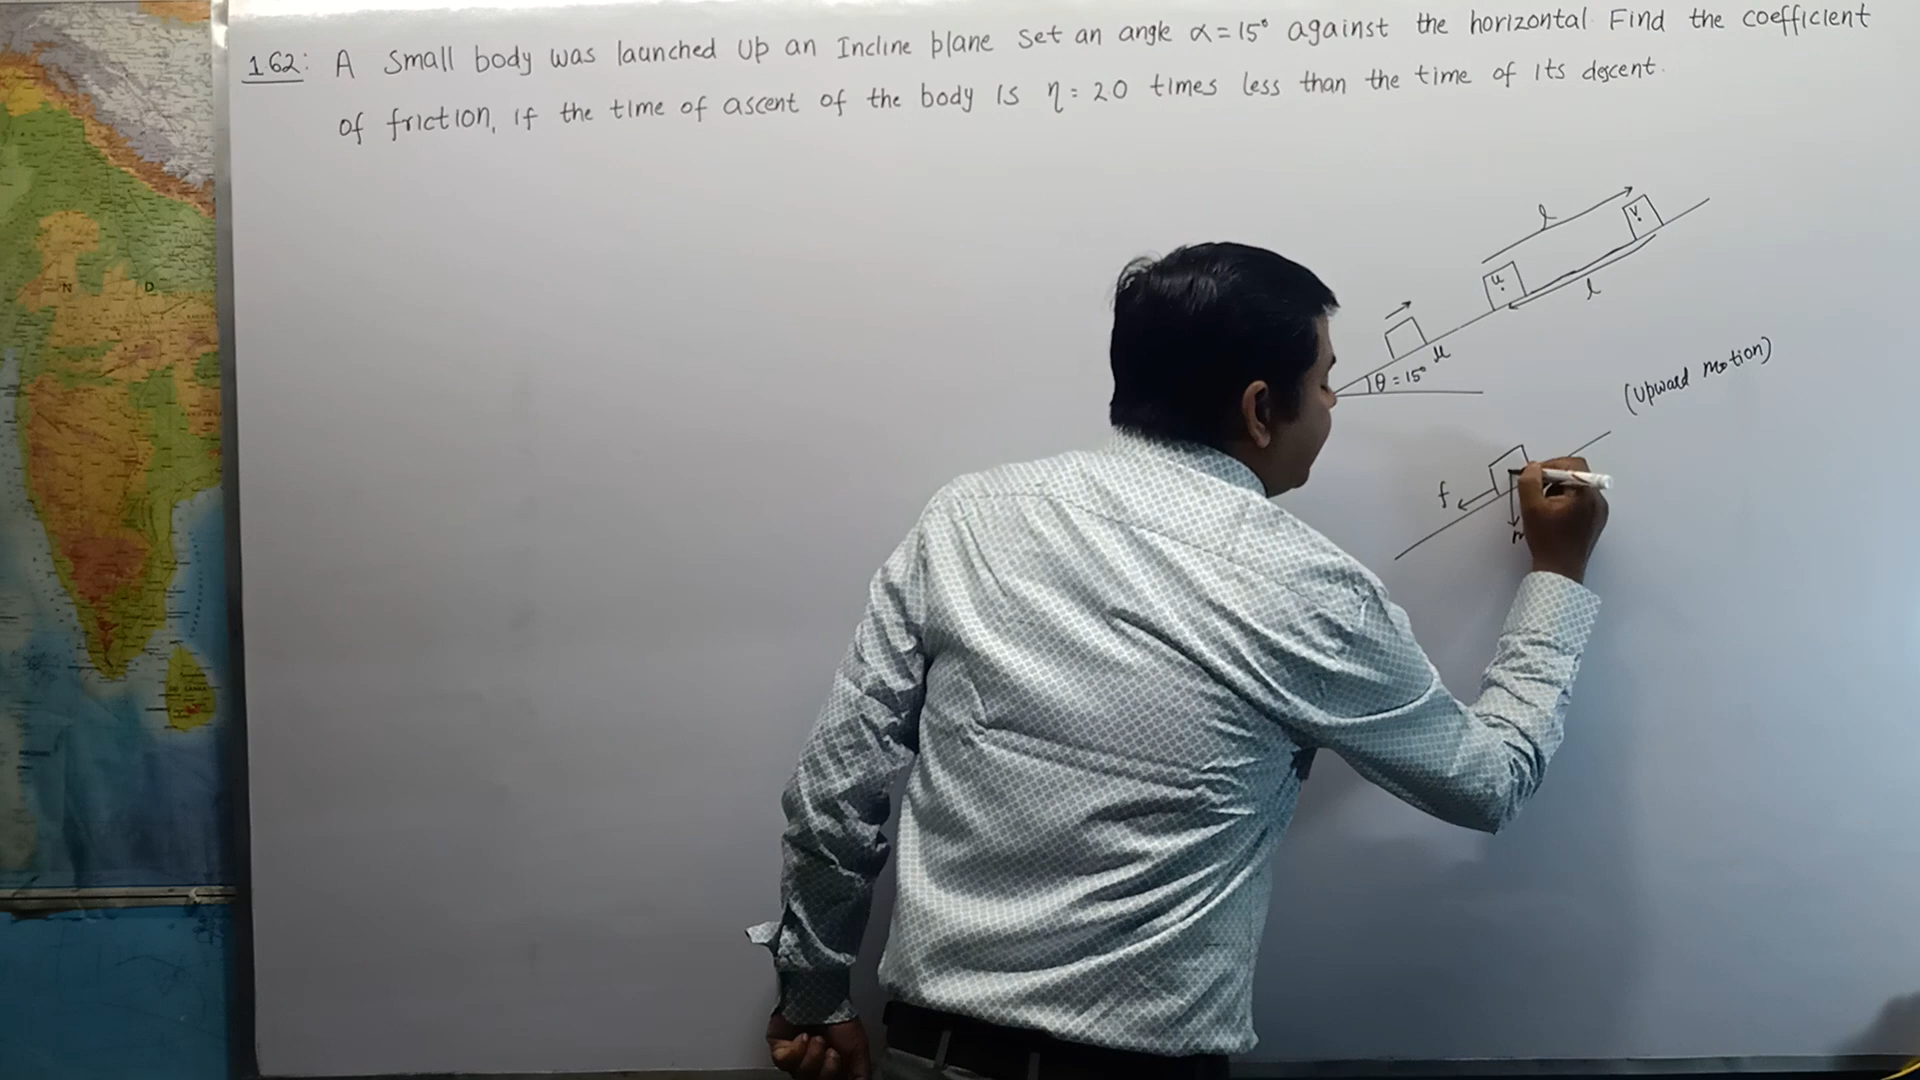 162: A small body was launched up an Incline plane set an angle α = 15° against the horizontal. Find the coefficient
of friction, if the time of ascent of the body is η = 20 times less than the time of its descent.
l
v.
u.
l
μ
θ = 15°
(Upward motion)
f
N
D